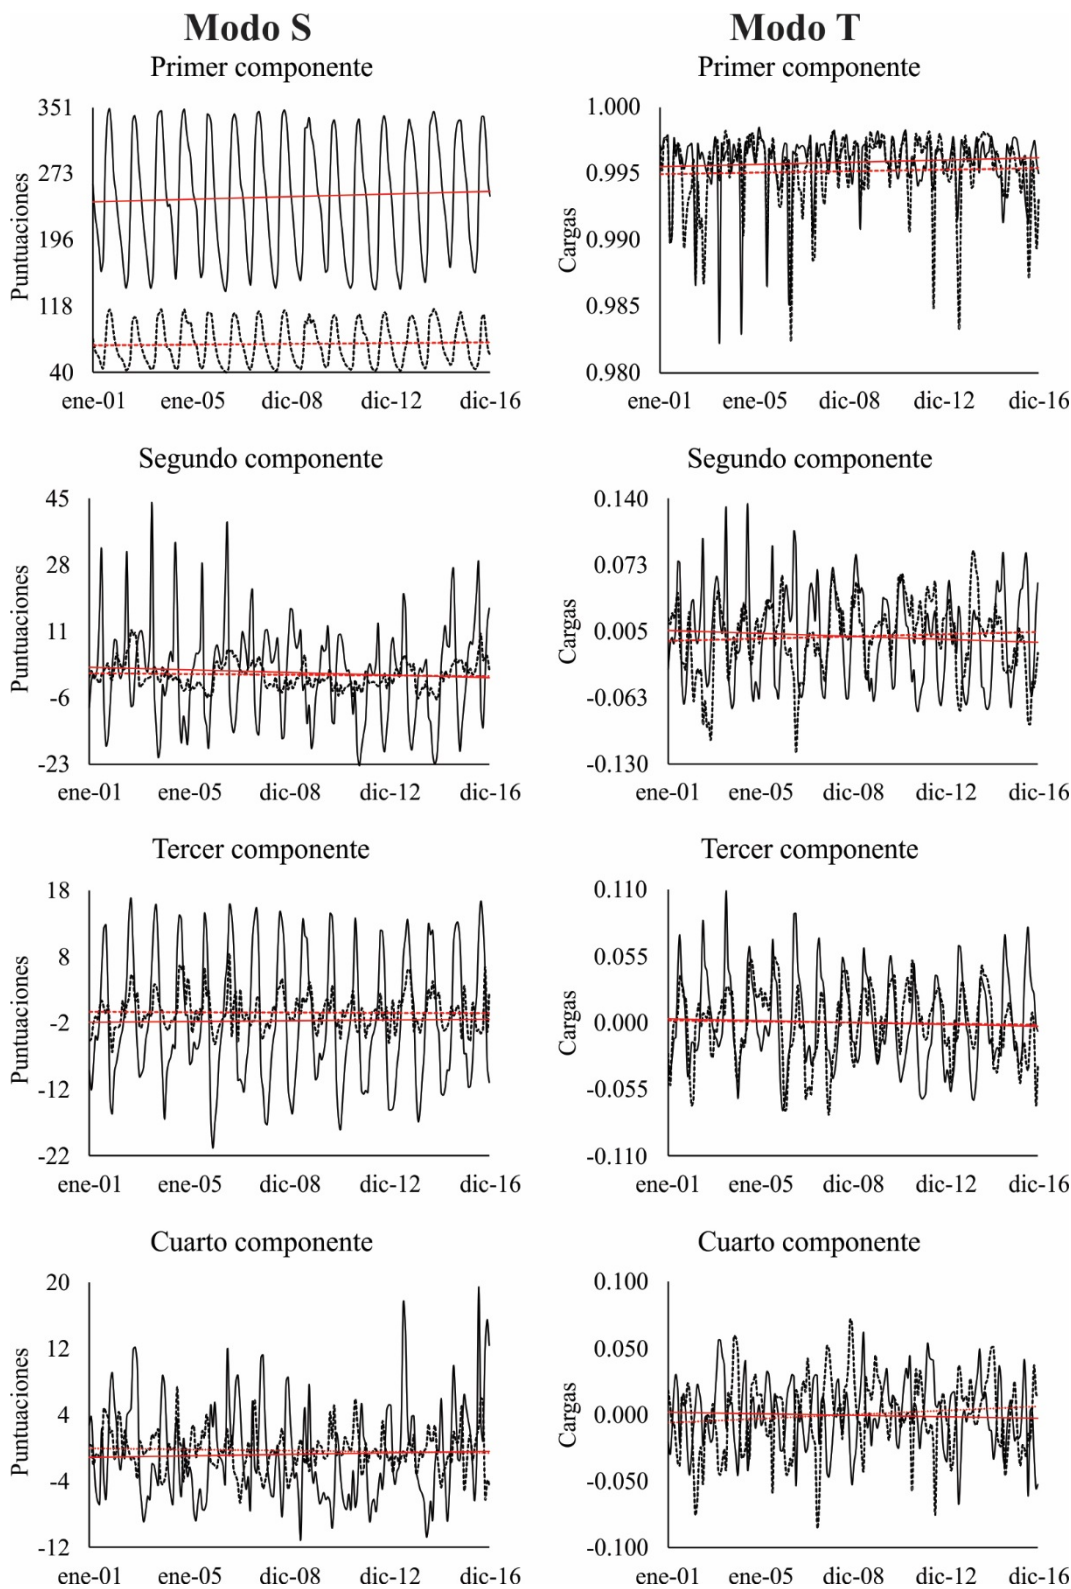 Modo S
Modo T
Primer componente
Puntuaciones
351
273
196
118
40
ene-01 ene-05 dic-08 dic-12 dic-16
Primer componente
Cargas
1.000
0.995
0.990
0.985
0.980
ene-01 ene-05 dic-08 dic-12 dic-16
Segundo componente
Puntuaciones
45
28
11
-6
-23
ene-01 ene-05 dic-08 dic-12 dic-16
Segundo componente
Cargas
0.140
0.073
0.005
-0.063
-0.130
ene-01 ene-05 dic-08 dic-12 dic-16
Tercer componente
Puntuaciones
18
8
-2
-12
-22
ene-01 ene-05 dic-08 dic-12 dic-16
Tercer componente
Cargas
0.110
0.055
0.000
-0.055
-0.110
ene-01 ene-05 dic-08 dic-12 dic-16
Cuarto componente
Puntuaciones
20
12
4
-4
-12
ene-01 ene-05 dic-08 dic-12 dic-16
Cuarto componente
Cargas
0.100
0.050
0.000
-0.050
-0.100
ene-01 ene-05 dic-08 dic-12 dic-16